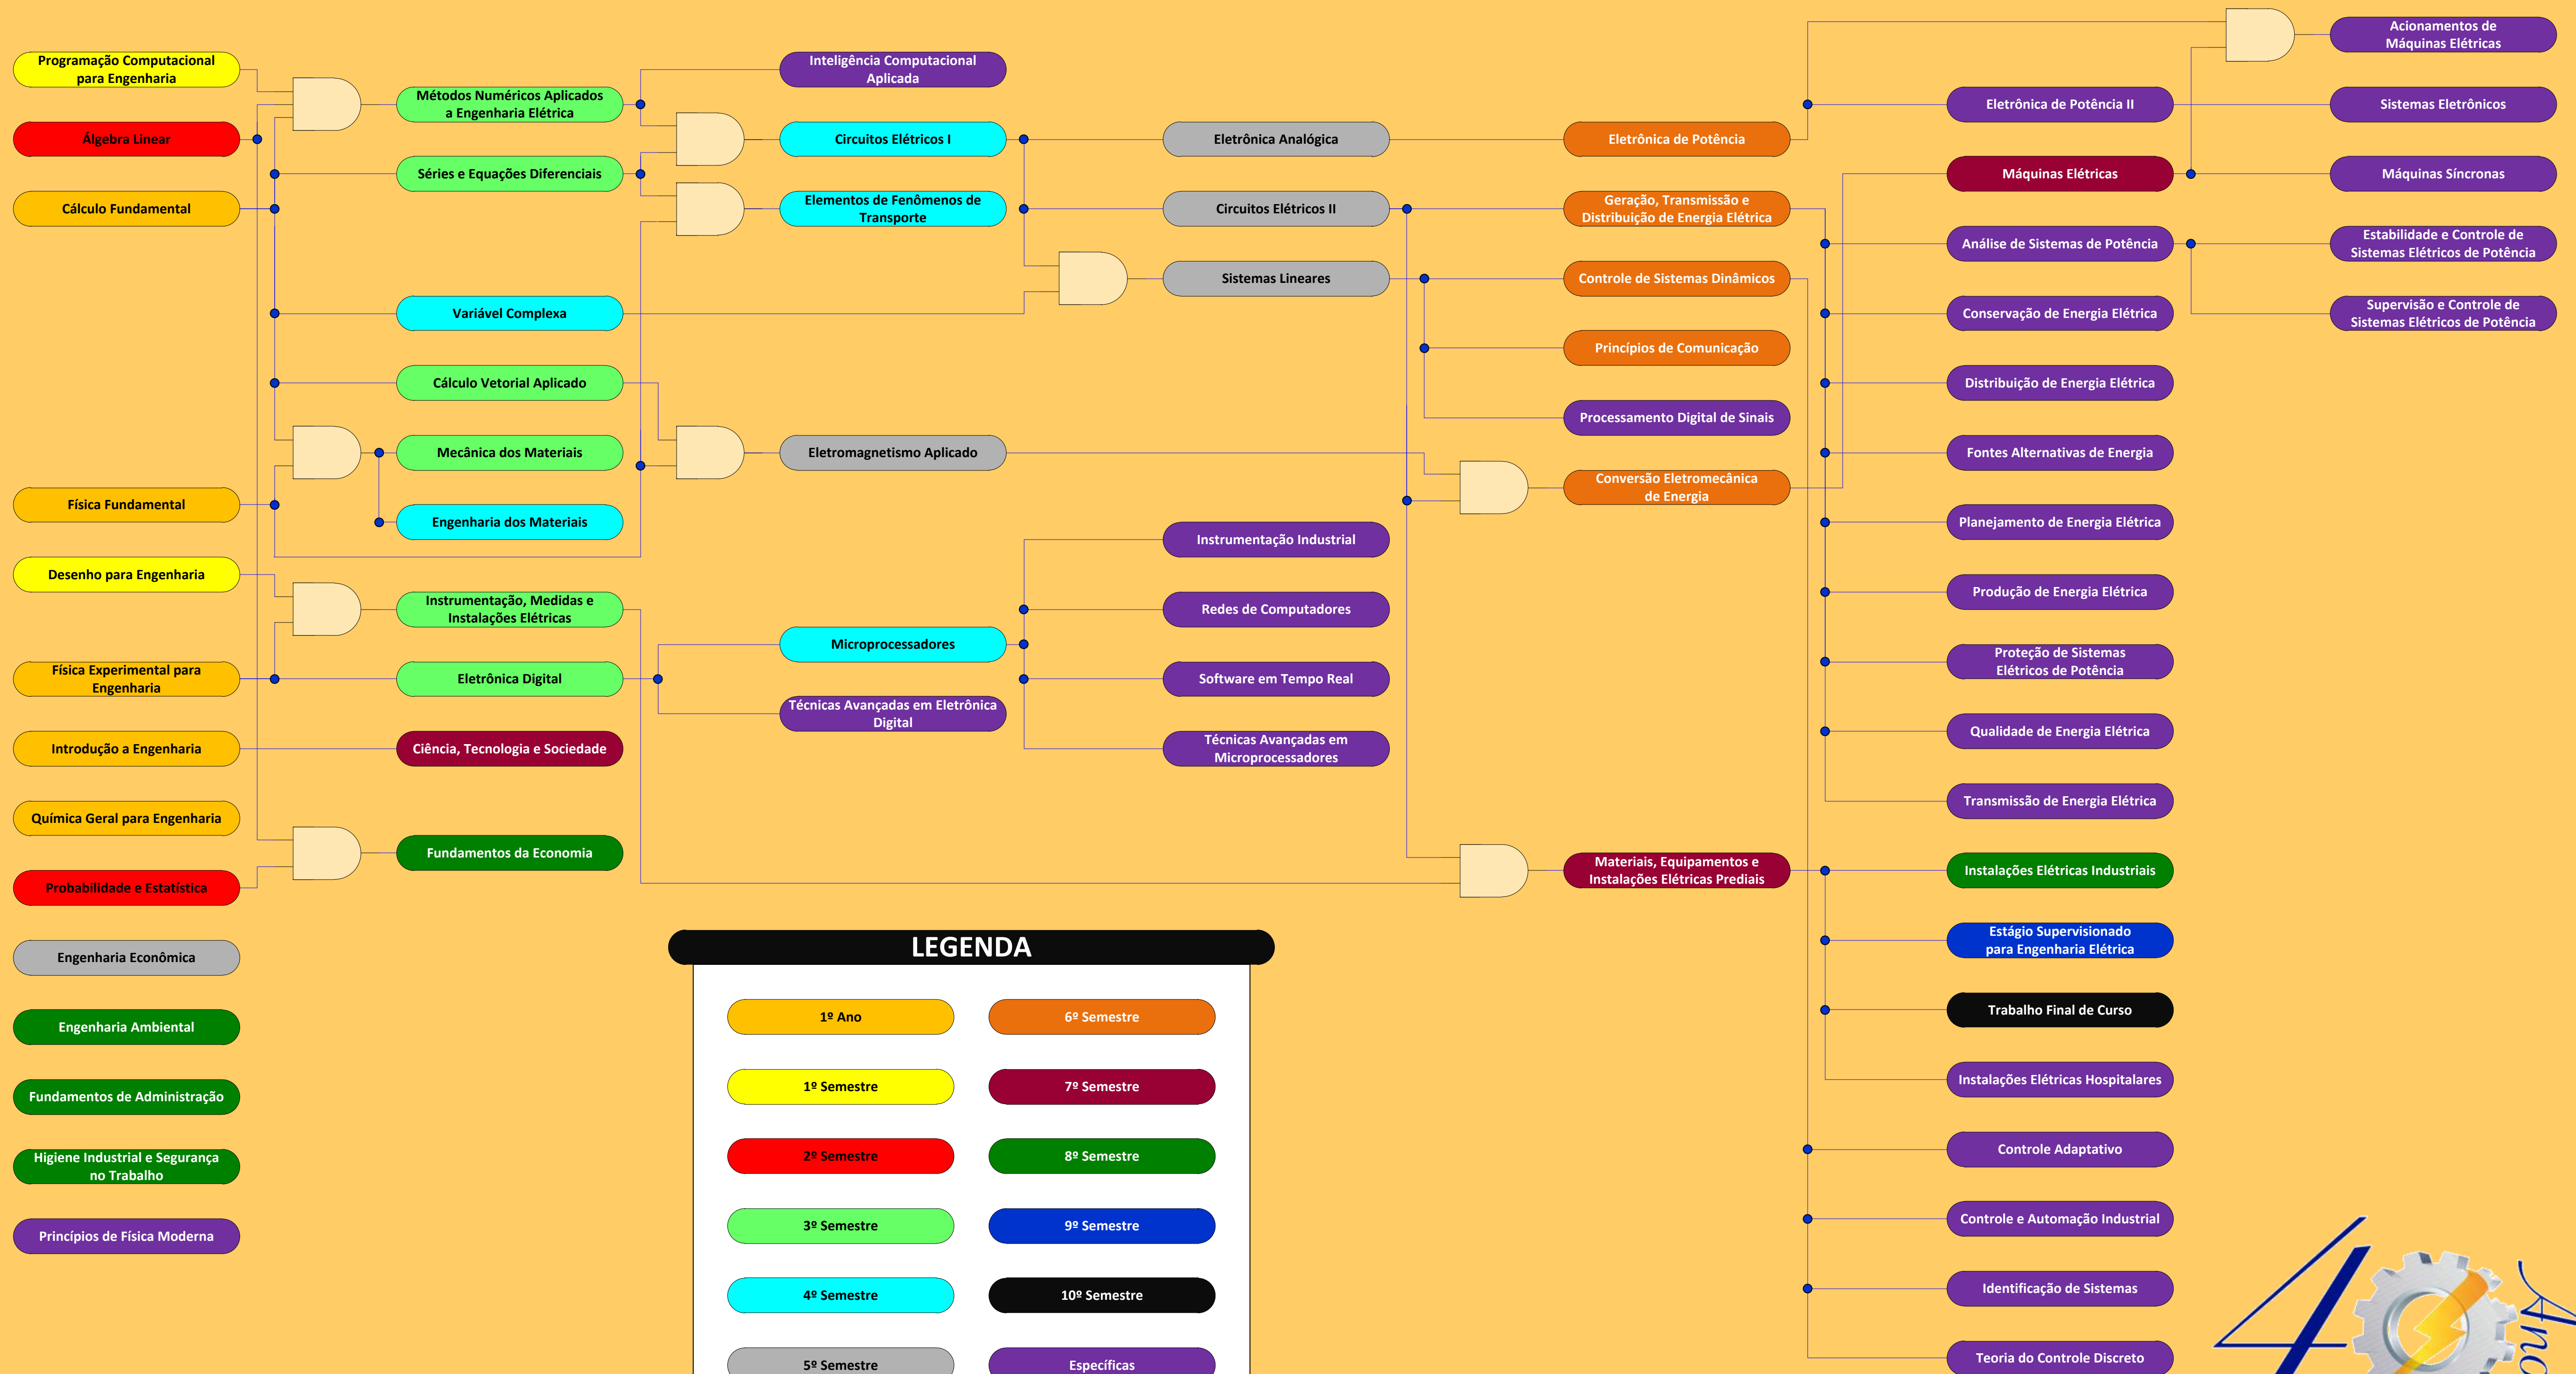 Programação Computacional
para Engenharia
Álgebra Linear
Cálculo Fundamental
Física Fundamental
Desenho para Engenharia
Física Experimental para
Engenharia
Introdução a Engenharia
Química Geral para Engenharia
Probabilidade e Estatística
Engenharia Econômica
Engenharia Ambiental
Fundamentos de Administração
Higiene Industrial e Segurança
no Trabalho
Princípios de Física Moderna
Métodos Numéricos Aplicados
a Engenharia Elétrica
Séries e Equações Diferenciais
Variável Complexa
Cálculo Vetorial Aplicado
Mecânica dos Materiais
Engenharia dos Materiais
Instrumentação, Medidas e
Instalações Elétricas
Eletrônica Digital
Ciência, Tecnologia e Sociedade
Fundamentos da Economia
Inteligência Computacional
Aplicada
Circuitos Elétricos I
Elementos de Fenômenos de
Transporte
Eletromagnetismo Aplicado
Microprocessadores
Técnicas Avançadas em Eletrônica
Digital
Eletrônica Analógica
Circuitos Elétricos II
Sistemas Lineares
Instrumentação Industrial
Redes de Computadores
Software em Tempo Real
Técnicas Avançadas em
Microprocessadores
Eletrônica de Potência
Geração, Transmissão e
Distribuição de Energia Elétrica
Controle de Sistemas Dinâmicos
Princípios de Comunicação
Processamento Digital de Sinais
Conversão Eletromecânica
de Energia
Materiais, Equipamentos e
Instalações Elétricas Prediais
Eletrônica de Potência II
Máquinas Elétricas
Análise de Sistemas de Potência
Conservação de Energia Elétrica
Distribuição de Energia Elétrica
Fontes Alternativas de Energia
Planejamento de Energia Elétrica
Produção de Energia Elétrica
Proteção de Sistemas
Elétricos de Potência
Qualidade de Energia Elétrica
Transmissão de Energia Elétrica
Instalações Elétricas Industriais
Estágio Supervisionado
para Engenharia Elétrica
Trabalho Final de Curso
Instalações Elétricas Hospitalares
Controle Adaptativo
Controle e Automação Industrial
Identificação de Sistemas
Teoria do Controle Discreto
Acionamentos de
Máquinas Elétricas
Sistemas Eletrônicos
Máquinas Síncronas
Estabilidade e Controle de
Sistemas Elétricos de Potência
Supervisão e Controle de
Sistemas Elétricos de Potência
LEGENDA
1º Ano
1º Semestre
2º Semestre
3º Semestre
4º Semestre
5º Semestre
6º Semestre
7º Semestre
8º Semestre
9º Semestre
10º Semestre
Específicas
4